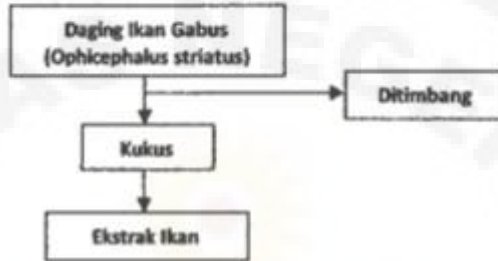 Daging Ikan Gabus
(Ophicephalus striatus)
Ditimbang
Kukus
Ekstrak Ikan